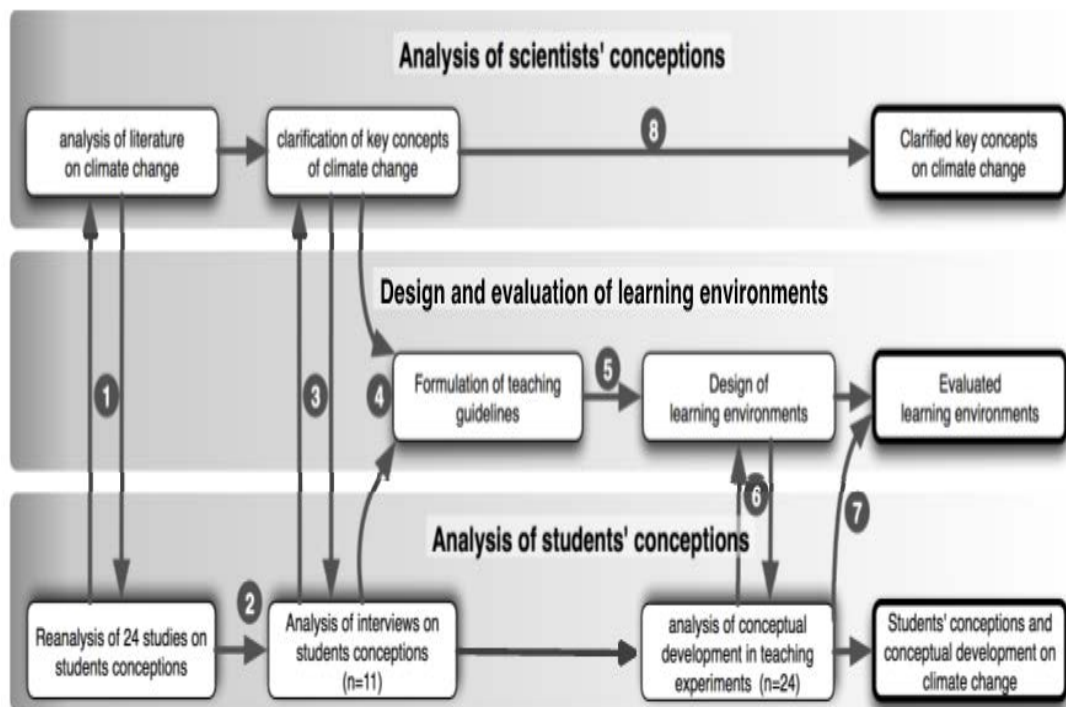 Analysis of scientists' conceptions
analysis of literature
on climate change
clarification of key concepts
of climate change
8
Clarified key concepts
on climate change
Design and evaluation of learning environments
1
3
4
Formulation of teaching
guidelines
5
Design of
learning environments
Evaluated
learning environments
6
7
Analysis of students' conceptions
2
Reanalysis of 24 studies on
students conceptions
Analysis of interviews on
students conceptions
(n=11)
analysis of conceptual
development in teaching
experiments (n=24)
Students' conceptions and
conceptual development on
climate change